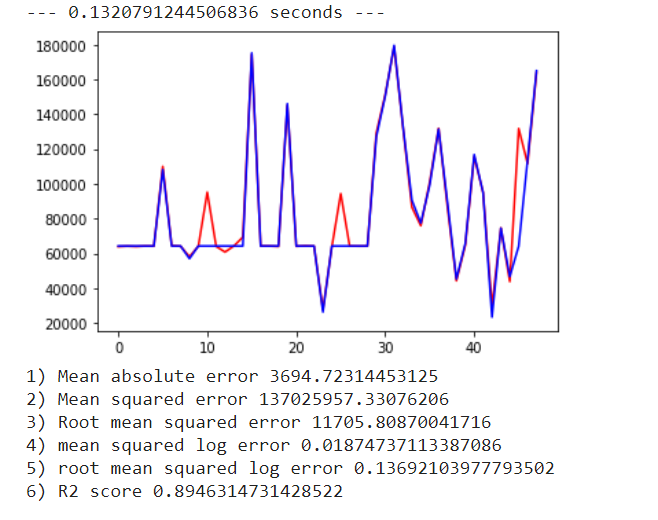 --- 0.1320791244506836 seconds ---
180000
160000
140000
120000
100000
80000
60000
40000
20000
0 10 20 30 40
1) Mean absolute error 3694.72314453125
2) Mean squared error 137025957.33076206
3) Root mean squared error 11705.80870041716
4) mean squared log error 0.01874737113387086
5) root mean squared log error 0.13692103977793502
6) R2 score 0.8946314731428522